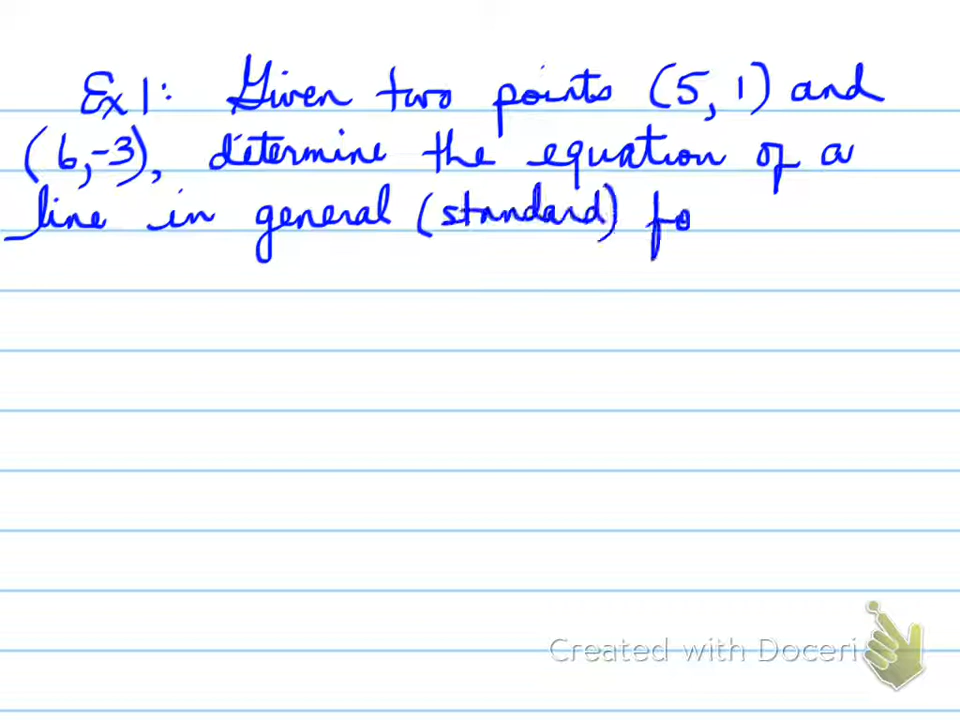 Ex 1: Given two points (5, 1) and
(6, -3), determine the equation of a
line in general (standard) fo
Created with Doceri